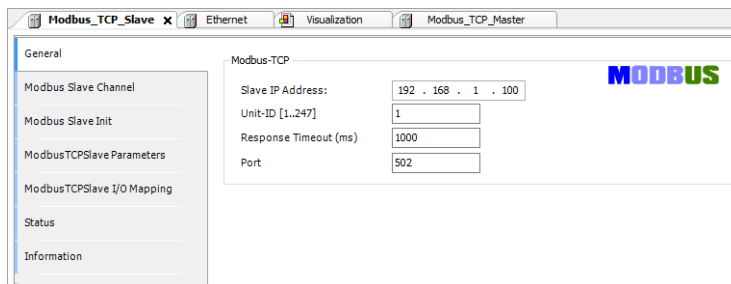 Modbus_TCP_Slave X Ethernet Visualization Modbus_TCP_Master
General
Modbus Slave Channel
Modbus Slave Init
ModbusTCPSlave Parameters
ModbusTCPSlave I/O Mapping
Status
Information
Modbus-TCP
MODBUS
Slave IP Address: 192 . 168 . 1 . 100
Unit-ID [1..247] 1
Response Timeout (ms) 1000
Port 502